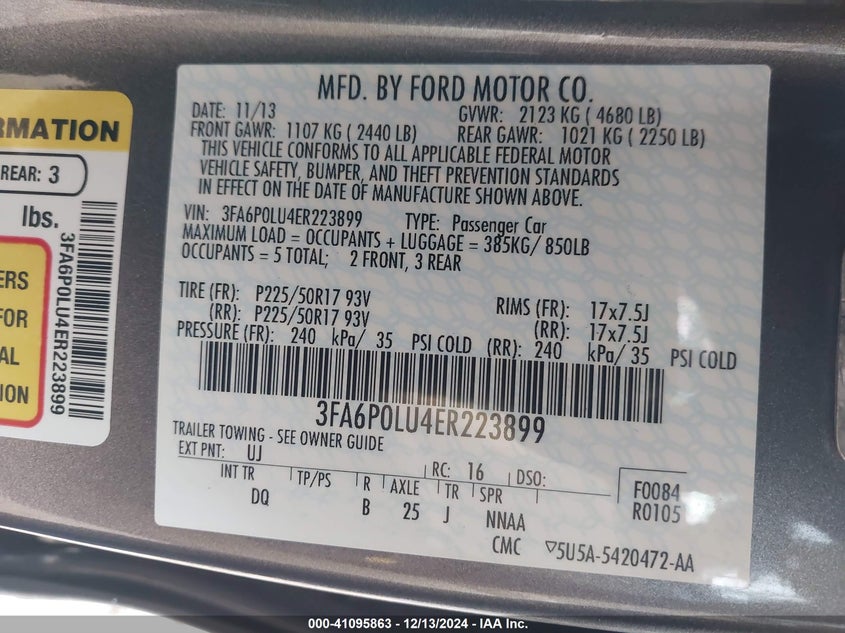 RMATION
REAR: 3
lbs.
ERS
FOR
AL
ION
3FA6P0LU4ER223899
MFD. BY FORD MOTOR CO.
DATE: 11/13 GVWR: 2123 KG ( 4680 LB)
FRONT GAWR: 1107 KG ( 2440 LB) REAR GAWR: 1021 KG ( 2250 LB)
THIS VEHICLE CONFORMS TO ALL APPLICABLE FEDERAL MOTOR
VEHICLE SAFETY, BUMPER, AND THEFT PREVENTION STANDARDS
IN EFFECT ON THE DATE OF MANUFACTURE SHOWN ABOVE.
VIN: 3FA6P0LU4ER223899 TYPE: Passenger Car
MAXIMUM LOAD = OCCUPANTS + LUGGAGE = 385KG/ 850LB
OCCUPANTS = 5 TOTAL; 2 FRONT, 3 REAR
TIRE (FR): P225/50R17 93V RIMS (FR): 17x7.5J
(RR): P225/50R17 93V (RR): 17x7.5J
PRESSURE (FR): 240 kPa/ 35 PSI COLD (RR): 240 kPa/ 35 PSI COLD
3FA6P0LU4ER223899
TRAILER TOWING - SEE OWNER GUIDE
EXT PNT: UJ RC: 16 DSO:
INT TR TP/PS R AXLE TR SPR F0084
DQ B 25 J NNAA R0105
CMC ▽5U5A-5420472-AA
000-41095863 - 12/13/2024 - IAA Inc.